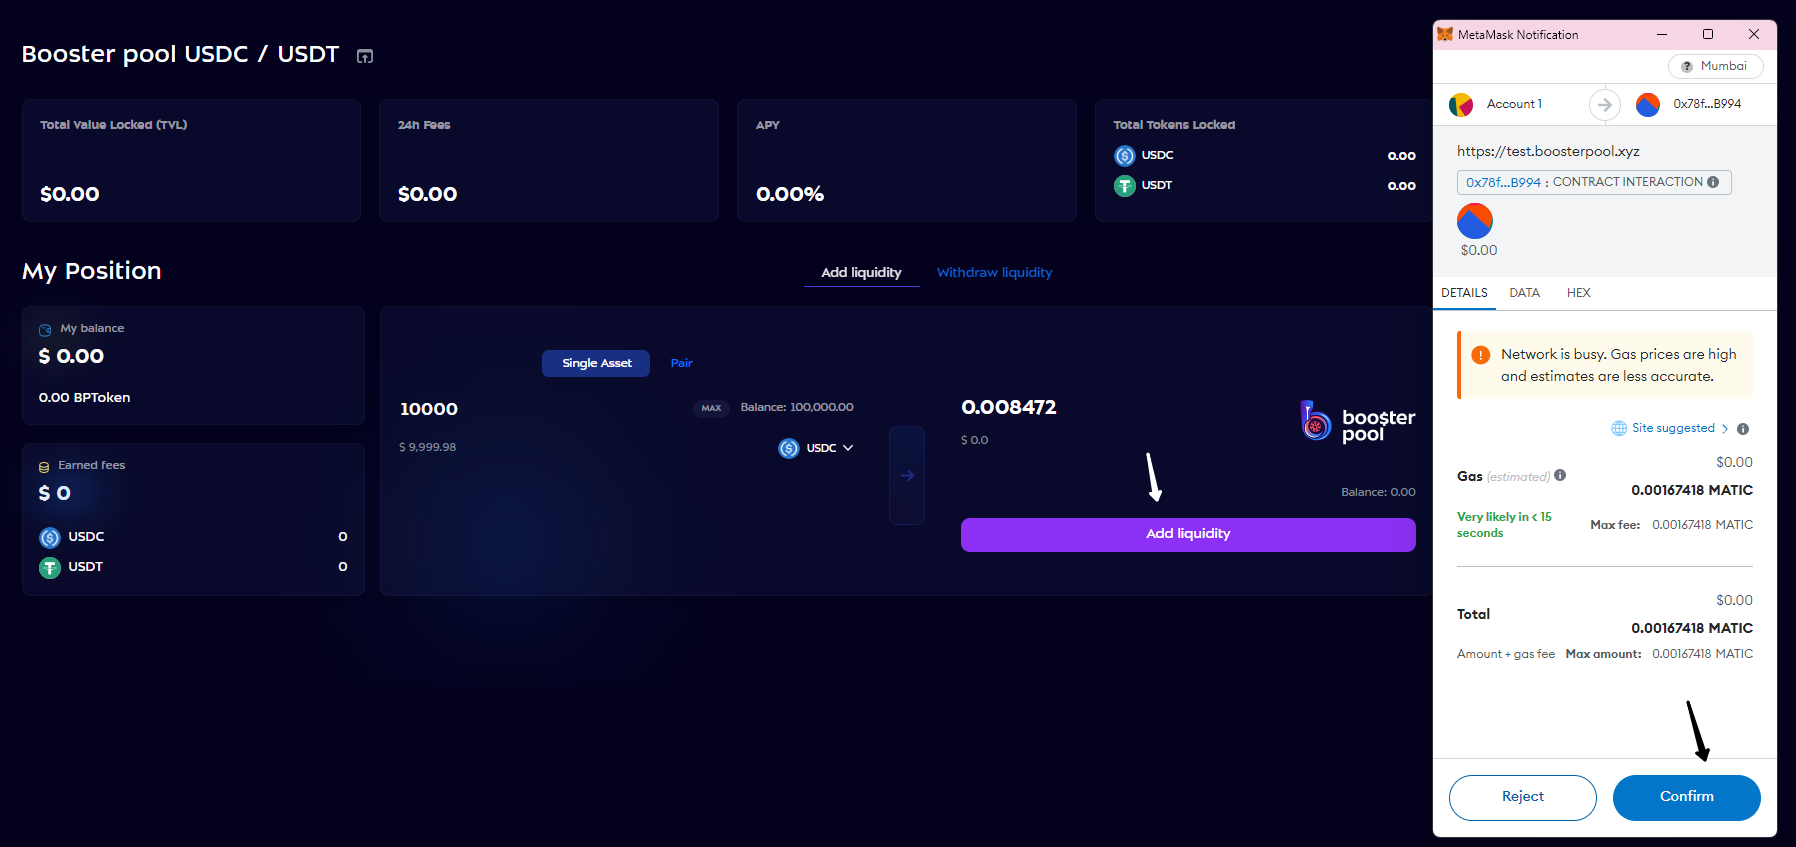 Booster pool USDC / USDT
Total Value Locked (TVL)
$0.00
24h Fees
$0.00
APY
0.00%
Total Tokens Locked
USDC 0.00
USDT 0.00
My Position
Add liquidity Withdraw liquidity
My balance
$ 0.00
0.00 BPToken
Earned fees
$ 0
USDC 0
USDT 0
Single Asset Pair
10000 MAX Balance: 100,000.00
$ 9,999.98 USDC
0.008472
$ 0.0
boo$ter
pool
Balance: 0.00
Add liquidity
MetaMask Notification
? Mumbai
Account 1 0x78f...B994
https://test.boosterpool.xyz
0x78f...B994 : CONTRACT INTERACTION
$0.00
DETAILS DATA HEX
Network is busy. Gas prices are high
and estimates are less accurate.
Site suggested
$0.00
Gas (estimated) 0.00167418 MATIC
Very likely in < 15
seconds
Max fee: 0.00167418 MATIC
$0.00
Total
0.00167418 MATIC
Amount + gas fee Max amount: 0.00167418 MATIC
Reject Confirm